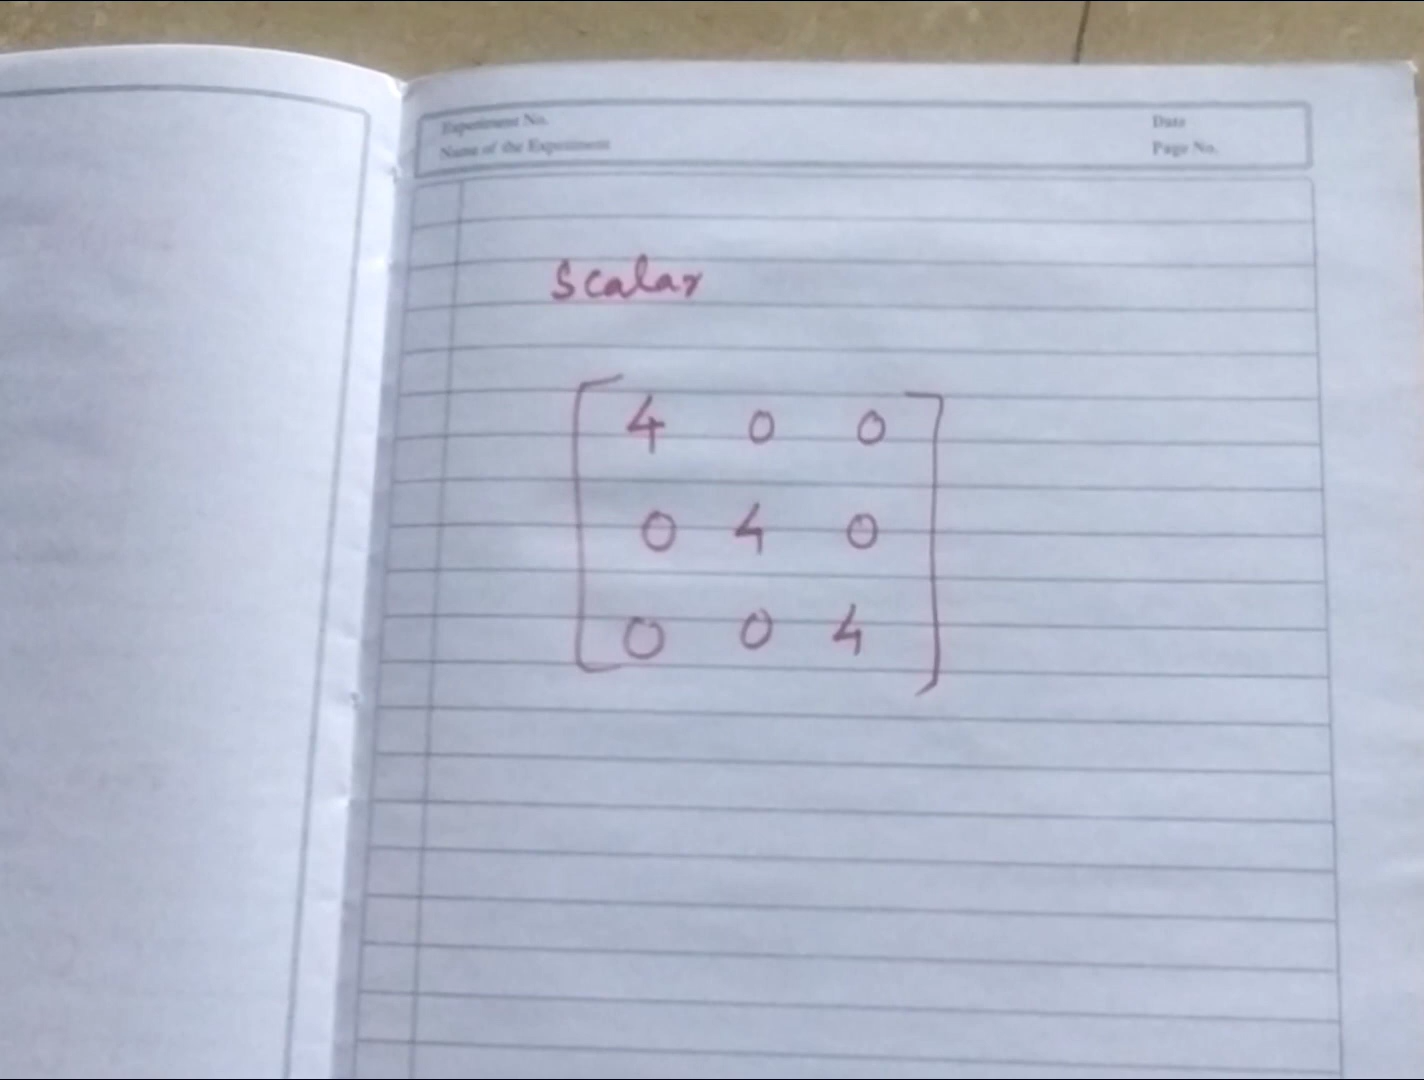 Experiment No.
Name of the Experiment
Date
Page No.
Scalar
4 0 0
0 4 0
0 0 4